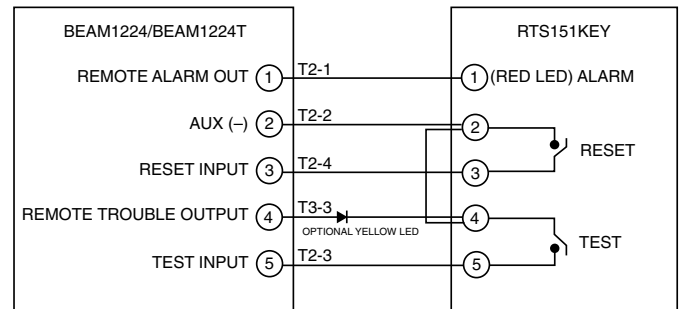 BEAM1224/BEAM1224T
RTS151KEY
REMOTE ALARM OUT 1 T2-1 1 (RED LED) ALARM
AUX (–) 2 T2-2 2
RESET
RESET INPUT 3 T2-4 3
REMOTE TROUBLE OUTPUT 4 T3-3 4
OPTIONAL YELLOW LED
TEST
TEST INPUT 5 T2-3 5